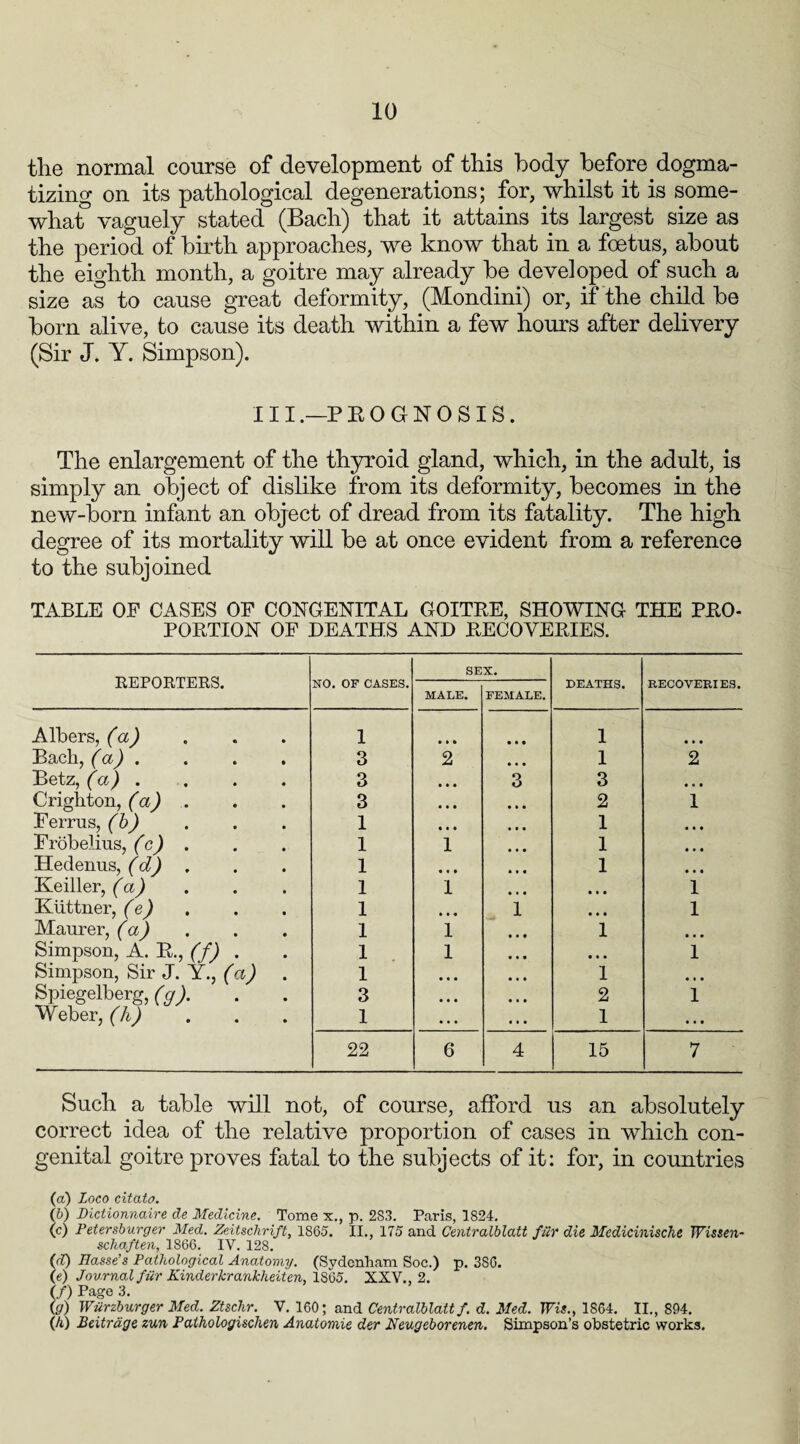 10
the normal course of development of this body before dogma-
tizing on its pathological degenerations; for, whilst it is some-
what vaguely stated (Bach) that it attains its largest size as
the period of birth approaches, we know that in a fœtus, about
the eighth month, a goitre may already be developed of such a
size as to cause great deformity, (Mondini) or, if the child be
born alive, to cause its death within a few hours after delivery
(Sir J. Y. Simpson).
III.—PROGNOSIS.
The enlargement of the thyroid gland, which, in the adult, is
simply an object of dislike from its deformity, becomes in the
new-born infant an object of dread from its fatality. The high
degree of its mortality will be at once evident from a reference
to the subjoined
TABLE OF CASES OF CONGENITAL GOITRE, SHOWING THE PRO-
PORTION OF DEATHS AND RECOVERIES.
REPORTERS. NO. OF CASES. SEX. DEATHS. RECOVERIES.
MALE. FEMALE.
Albers, (a) . . . 1 ... ... 1 ...
Bach, (a) . . . . 3 2 ... 1 2
Betz, (a) . . . . 3 ... 3 3 ...
Crighton, (a) . . . 3 ... ... 2 1
Ferrus, (b) . . . 1 ... ... 1 ...
Fröbelius, (c) . . . 1 1 ... 1 ...
Hedenus, (d) . . . 1 ... ... 1 ...
Keiller, (a) . . . 1 1 ... ... 1
Küttner, (e) . . . 1 ... 1 ... 1
Maurer, (a) . . . 1 1 ... 1 ...
Simpson, A. R., (f) . . 1 1 ... ... 1
Simpson, Sir J. Y., (a) . 1 ... ... 1 ...
Spiegelberg, (g). . . 3 ... ... 2 1
Weber, (h) . . . 1 ... ... 1 ...
22 6 4 15 7
Such a table will not, of course, afford us an absolutely
correct idea of the relative proportion of cases in which con-
genital goitre proves fatal to the subjects of it: for, in countries
(a) Loco citato.
(b) Dictionnaire de Medicine. Tome x., p. 283. Paris, 1824.
(c) Petersburger Med. Zeitschrift, 1865. II., 175 and Centralblatt für die Medicinische Wissen-
schaften, 1866. IV. 128.
(d) Hasse's Pathological Anatomy. (Sydenham Soc.) p. 386.
(e) Journal für Kinderkrankheiten, 1865. XXV., 2.
(f) Page 3.
(g) Würzburger Med. Ztschr. V. 160; and Centralblatt f. d. Med. Wis., 1864. II., 894.
(h) Beiträge zun Pathologischen Anatomie der Neugeborenen. Simpson's obstetric works.